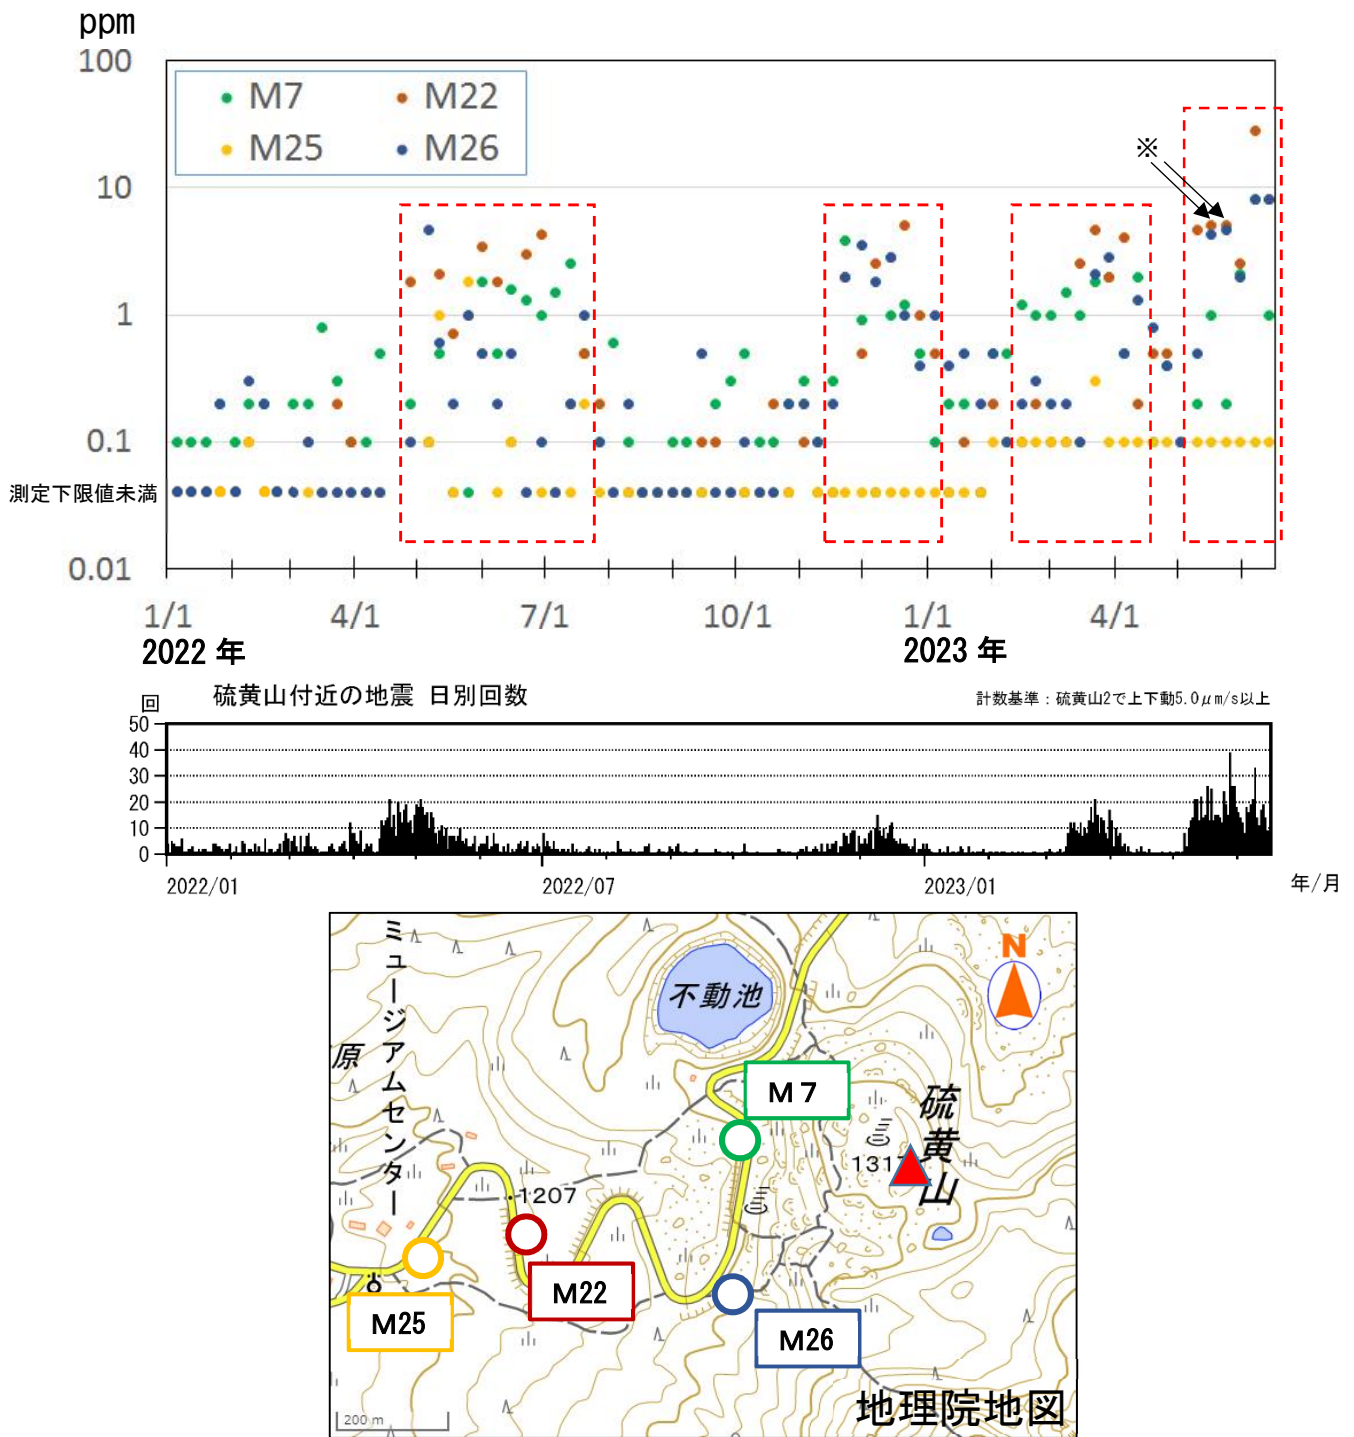 ppm
100
M7
M22
M25
M26
※
10
1
0.1
測定下限値未満
0.01
1/1
4/1
7/1
10/1
1/1
4/1
2022 年
2023 年
回
硫黄山付近の地震 日別回数
計数基準：硫黄山2で上下動5.0μm/s以上
50
40
30
20
10
0
2022/01
2022/07
2023/01
年/月
ミュージアムセンター
原
不動池
N
M７
硫黄山
1317
1207
M22
M25
M26
200 m
地理院地図